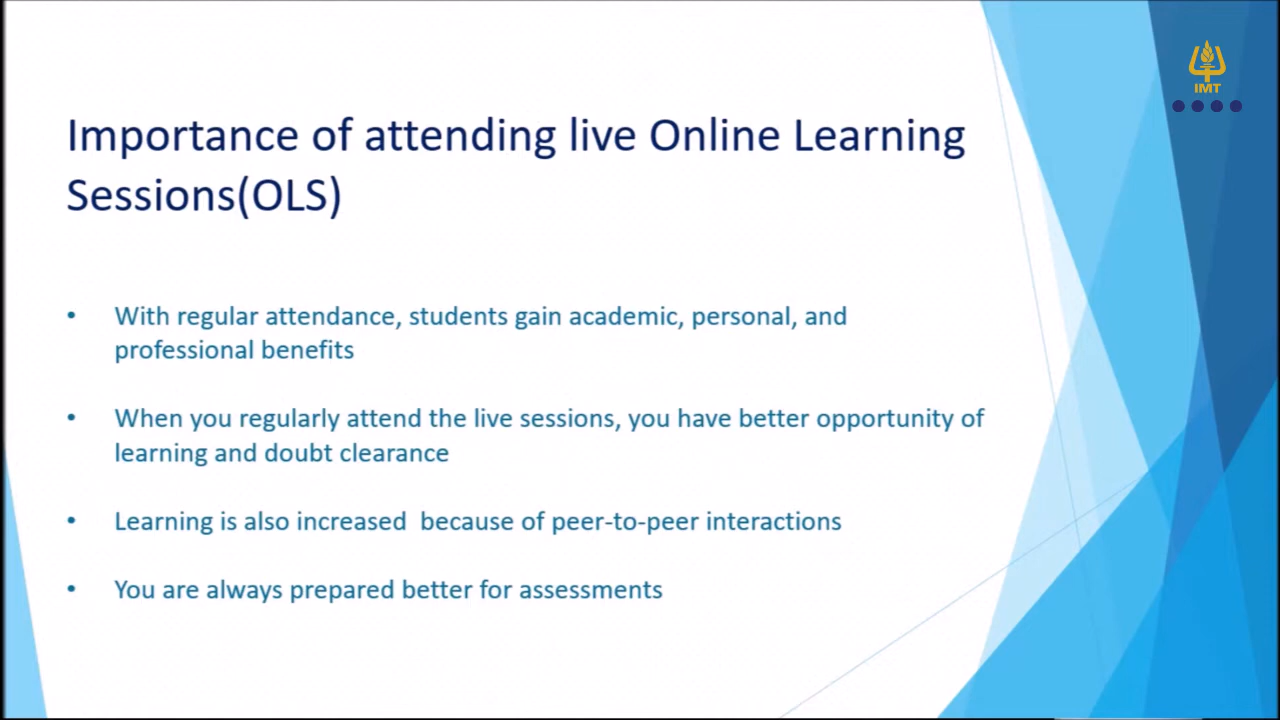 IMT
Importance of attending live Online Learning
Sessions(OLS)
• With regular attendance, students gain academic, personal, and
professional benefits
• When you regularly attend the live sessions, you have better opportunity of
learning and doubt clearance
• Learning is also increased  because of peer-to-peer interactions
• You are always prepared better for assessments